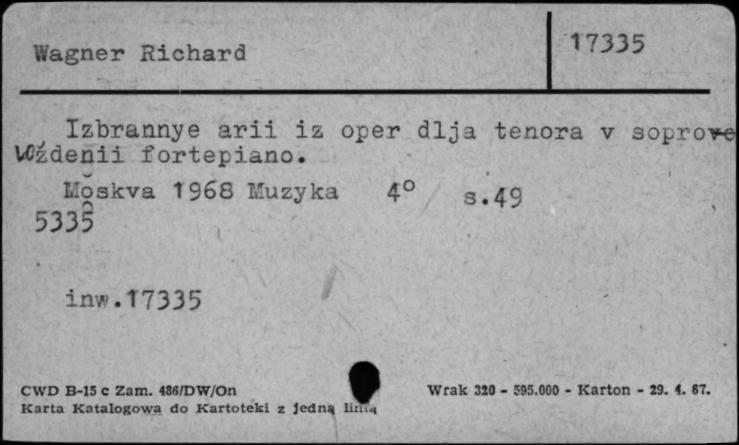 Wagner Richard
17335
Izbrannye arii iz oper dlja tenora v soprove
woždenii fortepiano.
Moskva 1968 Muzyka 4° s.49
5335
inw.17335
CWD B-15 c Zam. 486/DW/On Wrak 320 - 595.000 - Karton - 29. 4. 67.
Karta Katalogowa do Kartoteki z jedną linią